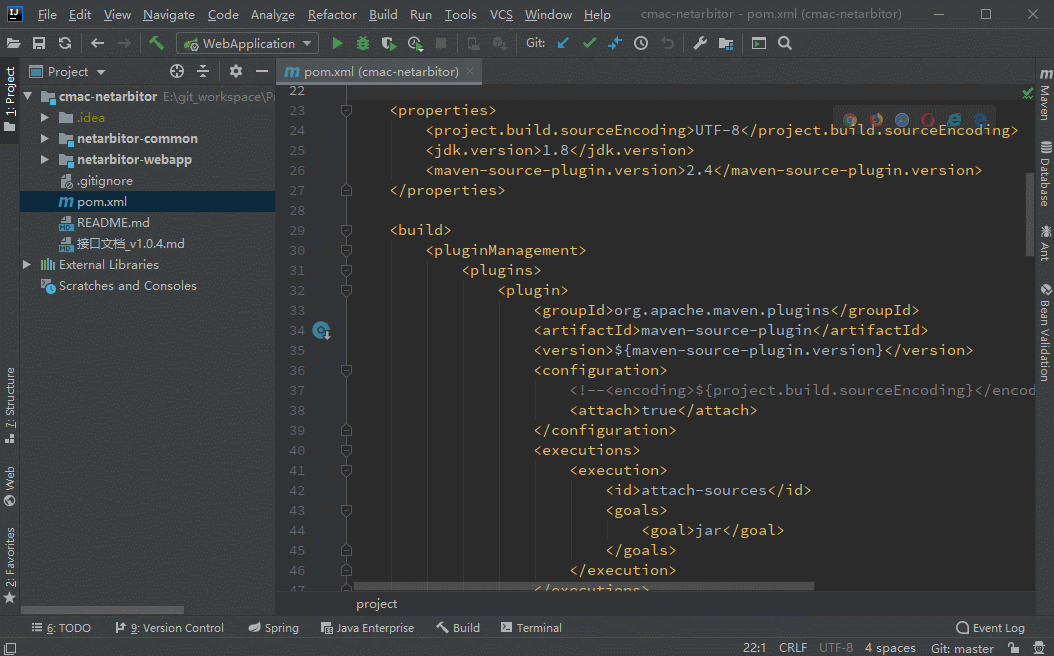 File Edit View Navigate Code Analyze Refactor Build Run Tools VCS Window Help cmac-netarbitor - pom.xml (cmac-netarbitor)
WebApplication Git:
Project
pom.xml (cmac-netarbitor)
1: Project
7: Structure
Web
2: Favorites
cmac-netarbitor E:\git_workspace\Pr
.idea
netarbitor-common
netarbitor-webapp
.gitignore
pom.xml
README.md
接口文档_v1.0.4.md
External Libraries
Scratches and Consoles
22
23 <properties>
24 <project.build.sourceEncoding>UTF-8</project.build.sourceEncoding>
25 <jdk.version>1.8</jdk.version>
26 <maven-source-plugin.version>2.4</maven-source-plugin.version>
27 </properties>
28
29 <build>
30 <pluginManagement>
31 <plugins>
32 <plugin>
33 <groupId>org.apache.maven.plugins</groupId>
34 <artifactId>maven-source-plugin</artifactId>
35 <version>${maven-source-plugin.version}</version>
36 <configuration>
37 <!--<encoding>${project.build.sourceEncoding}</encod
38 <attach>true</attach>
39 </configuration>
40 <executions>
41 <execution>
42 <id>attach-sources</id>
43 <goals>
44 <goal>jar</goal>
45 </goals>
46 </execution>
47 </executions>
project
Maven
Database
Ant
Bean Validation
6: TODO 9: Version Control Spring Java Enterprise Build Terminal Event Log
22:1 CRLF UTF-8 4 spaces Git: master